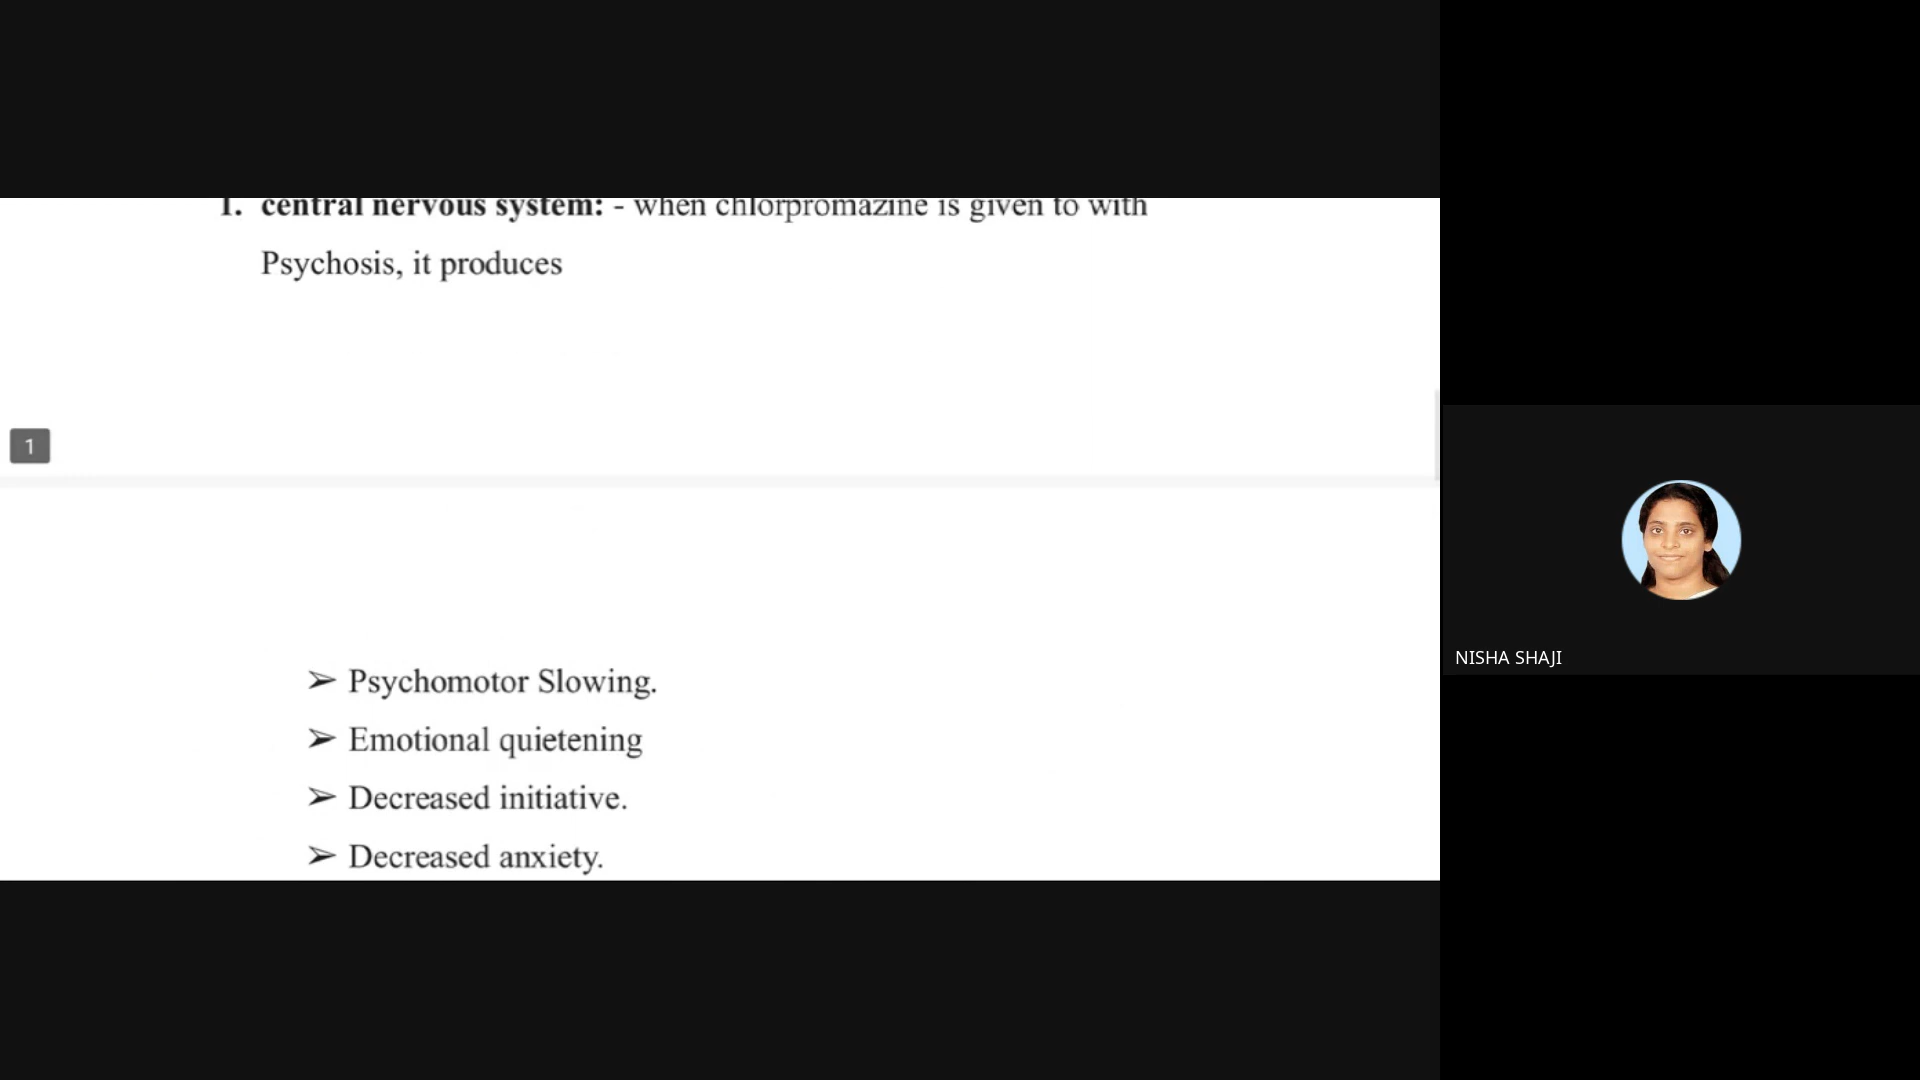 1. central nervous system: - when chlorpromazine is given to with
Psychosis, it produces
1
➢ Psychomotor Slowing.
➢ Emotional quietening
➢ Decreased initiative.
➢ Decreased anxiety.
NISHA SHAJI